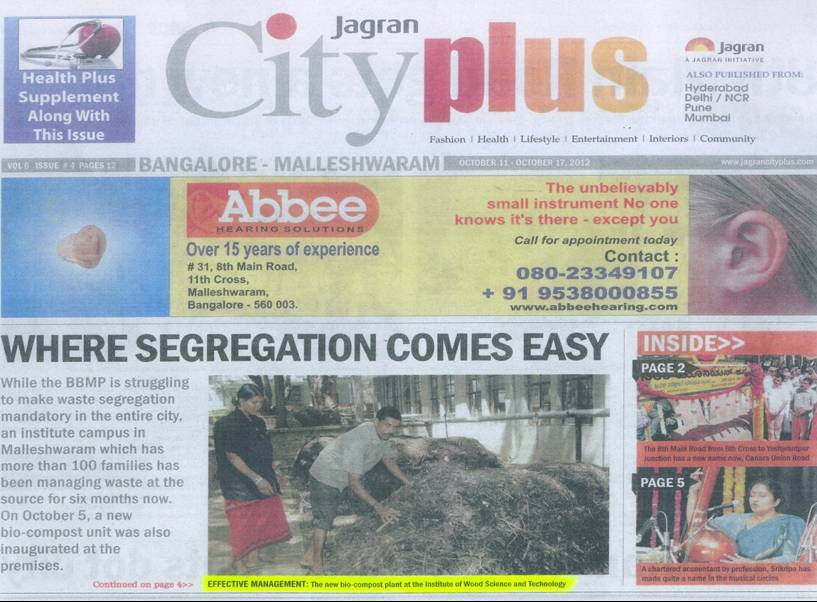 Health Plus
Supplement
Along With
This Issue
Jagran
City plus
Jagran
A JAGRAN INITIATIVE
ALSO PUBLISHED FROM:
Hyderabad
Delhi / NCR
Pune
Mumbai
Fashion | Health | Lifestyle | Entertainment | Interiors | Community
VOL 6 ISSUE # 4 PAGES 12
BANGALORE - MALLESHWARAM
OCTOBER 11 - OCTOBER 17, 2012
www.jagrancityplus.com
Abbee
HEARING SOLUTIONS
Over 15 years of experience
# 31, 8th Main Road,
11th Cross,
Malleshwaram,
Bangalore - 560 003.
The unbelievably
small instrument No one
knows it's there - except you
Call for appointment today
Contact :
080-23349107
+ 91 9538000855
www.abbeehearing.com
WHERE SEGREGATION COMES EASY
While the BBMP is struggling
to make waste segregation
mandatory in the entire city,
an institute campus in
Malleshwaram which has
more than 100 families has
been managing waste at the
source for six months now.
On October 5, a new
bio-compost unit was also
inaugurated at the
premises.
Continued on page 4>>
EFFECTIVE MANAGEMENT: The new bio-compost plant at the Institute of Wood Science and Technology
INSIDE>>
PAGE 2
The 8th Main Road from 5th Cross to Yeshwantpur
Junction has a new name now, Canara Union Road
PAGE 5
A chartered accountant by profession, Srikripa has
made quite a name in the musical circles